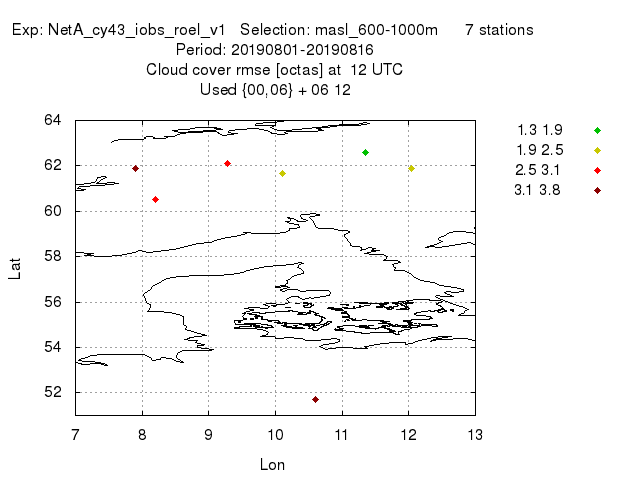 Exp: NetA_cy43_iobs_roel_v1 Selection: masl_600-1000m 7 stations
Period: 20190801-20190816
Cloud cover rmse [octas] at 12 UTC
Used {00,06} + 06 12
1.3 1.9
1.9 2.5
2.5 3.1
3.1 3.8
Lat
64
62
60
58
56
54
52
7 8 9 10 11 12 13
Lon